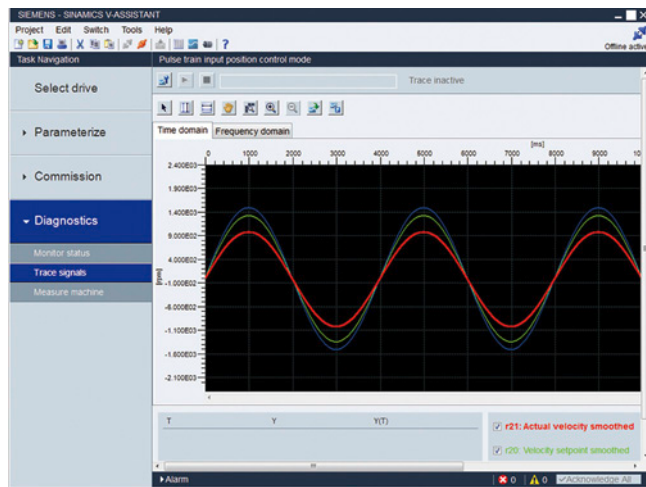 SIEMENS - SINAMICS V-ASSISTANT
Project Edit Switch Tools Help
Offline active
Task Navigation
Pulse train input position control mode
Select drive
Trace inactive
Parameterize
Commission
Diagnostics
Monitor status
Trace signals
Measure machine
Time domain Frequency domain
[ms]
0 1000 2000 3000 4000 5000 6000 7000 8000 9000 10
2.400E03
1.900E03
1.400E03
9.000E02
4.000E02
-1.000E02
-6.000E02
-1.100E03
-1.600E03
-2.100E03
[rpm]
T Y Y(T)
r21: Actual velocity smoothed
r20: Velocity setpoint smoothed
Alarm
0 0 Acknowledge All